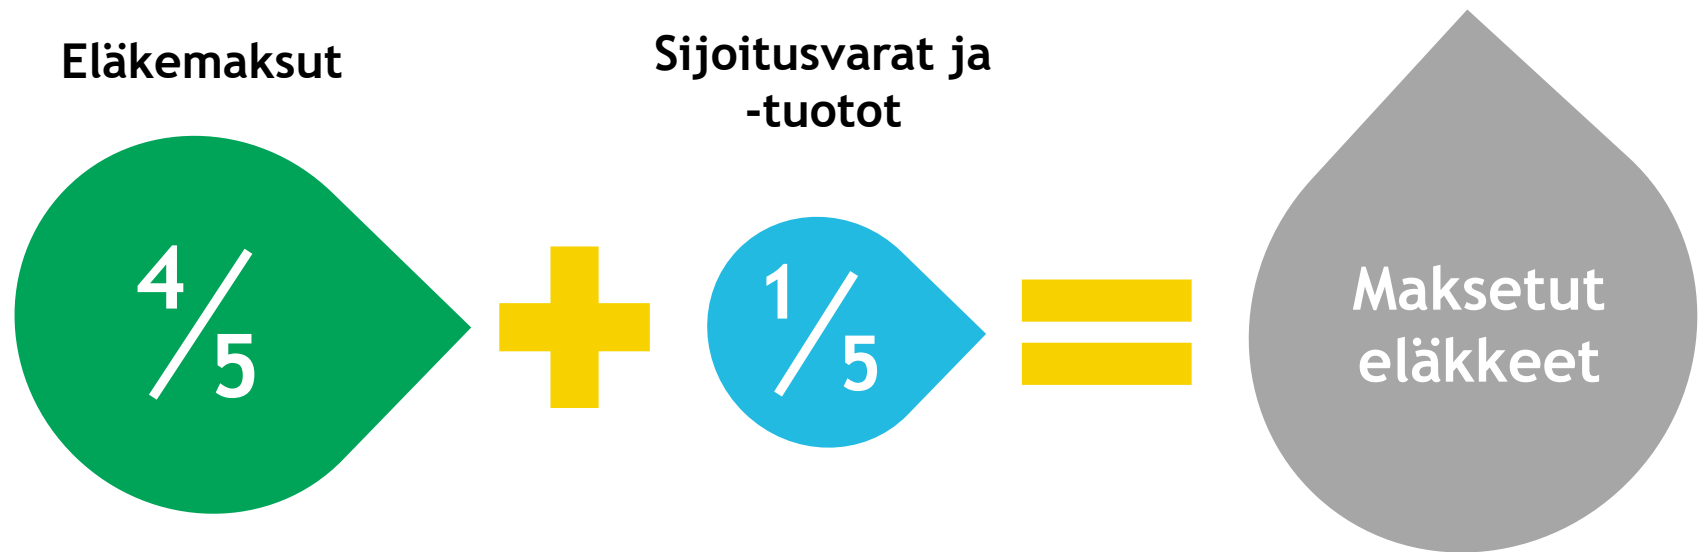 Eläkemaksut
Sijoitusvarat ja
-tuotot
4/5
1/5
Maksetut
eläkkeet